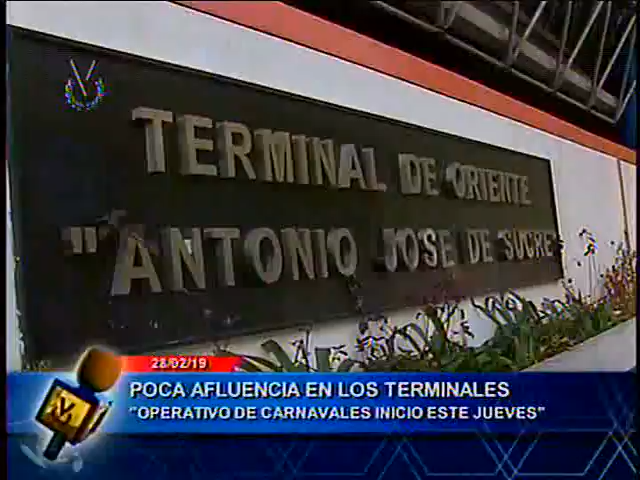 TERMINAL DE ORIENTE
"ANTONIO JOSE DE SUCRE
28/02/19
POCA AFLUENCIA EN LOS TERMINALES
"OPERATIVO DE CARNAVALES INICIO ESTE JUEVES"